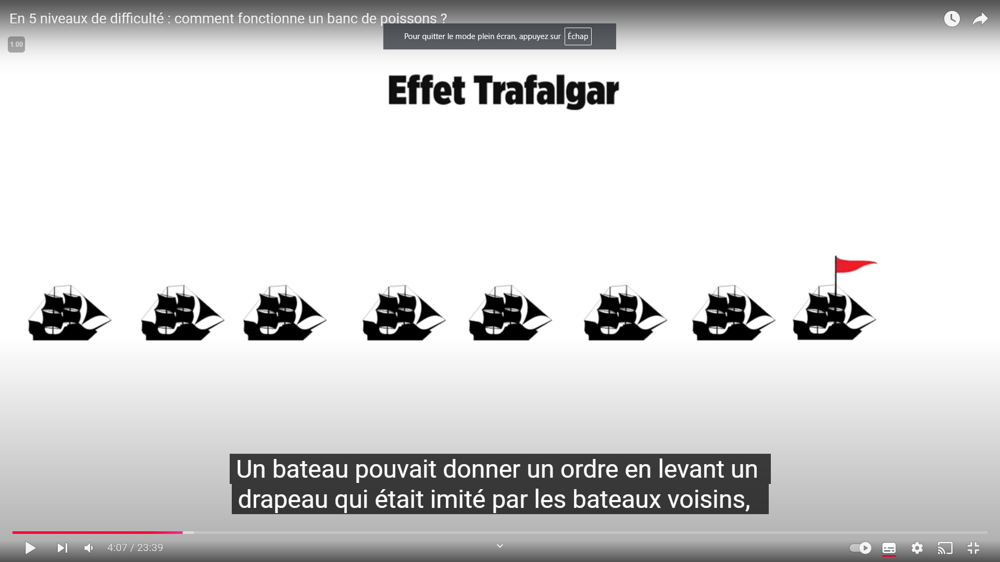 En 5 niveaux de difficulté : comment fonctionne un banc de poissons ?
Pour quitter le mode plein écran, appuyez sur Échap
1.00
Effet Trafalgar
Un bateau pouvait donner un ordre en levant un
drapeau qui était imité par les bateaux voisins,
4:07 / 23:39